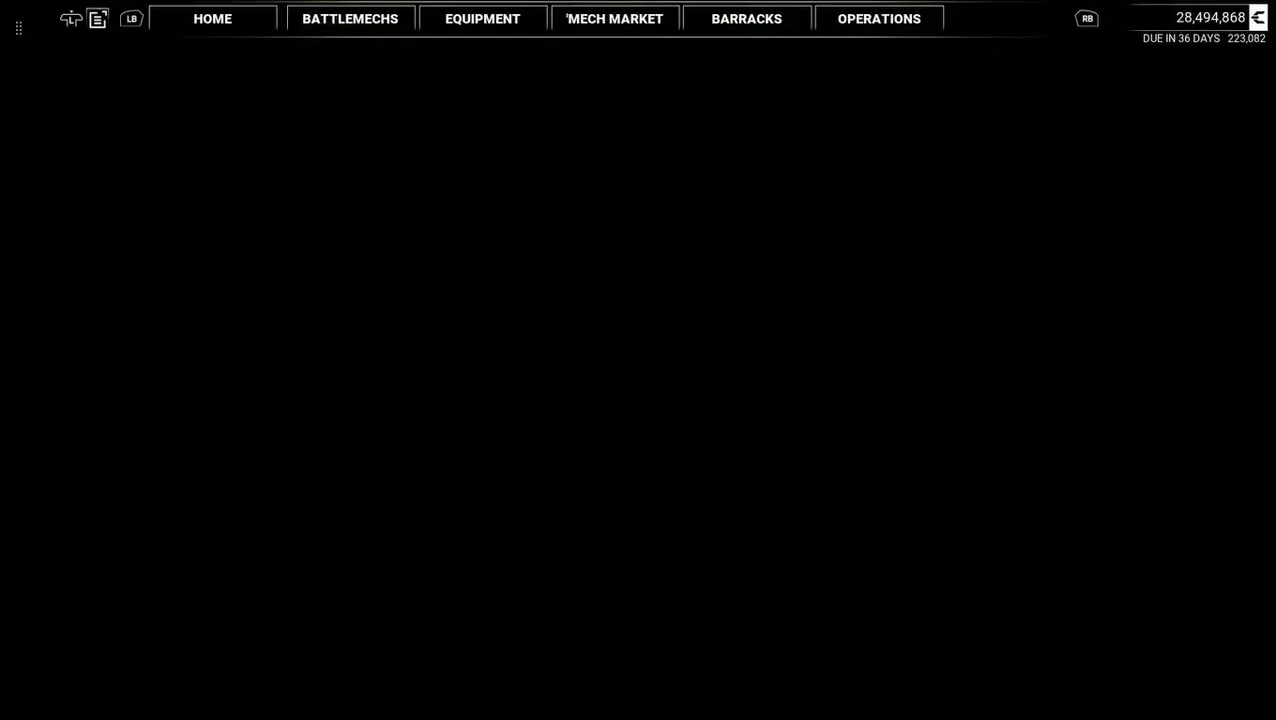 L LB HOME BATTLEMECHS EQUIPMENT 'MECH MARKET BARRACKS OPERATIONS RB 28,494,868
DUE IN 36 DAYS 223,082